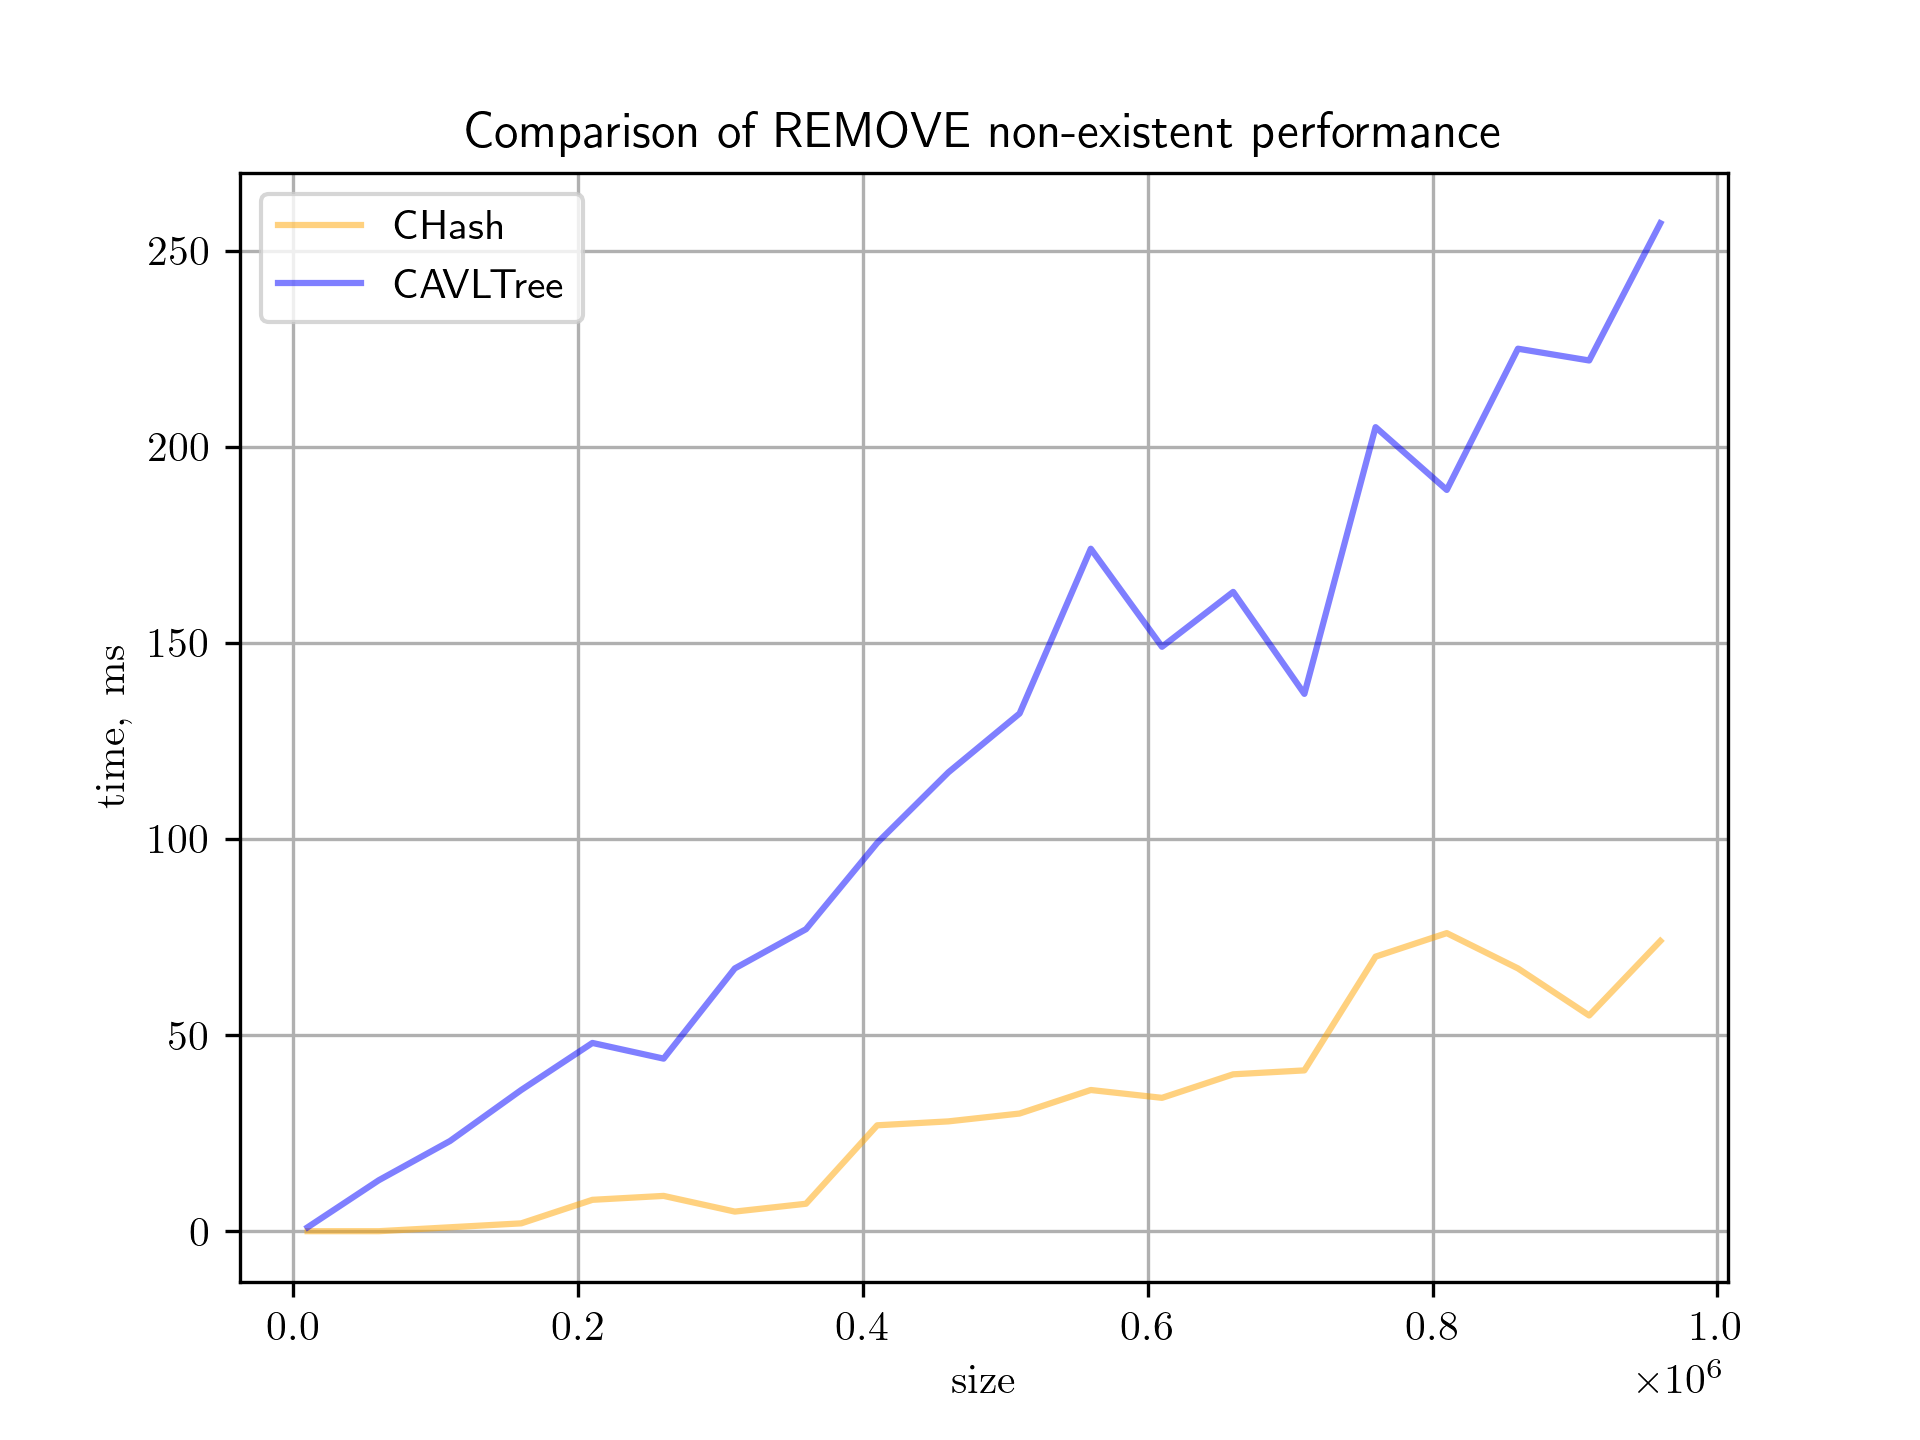 Comparison of REMOVE non-existent performance
CHash
CAVLTree
250
200
150
100
50
0
time, ms
0.0 0.2 0.4 0.6 0.8 1.0
size
×10⁶